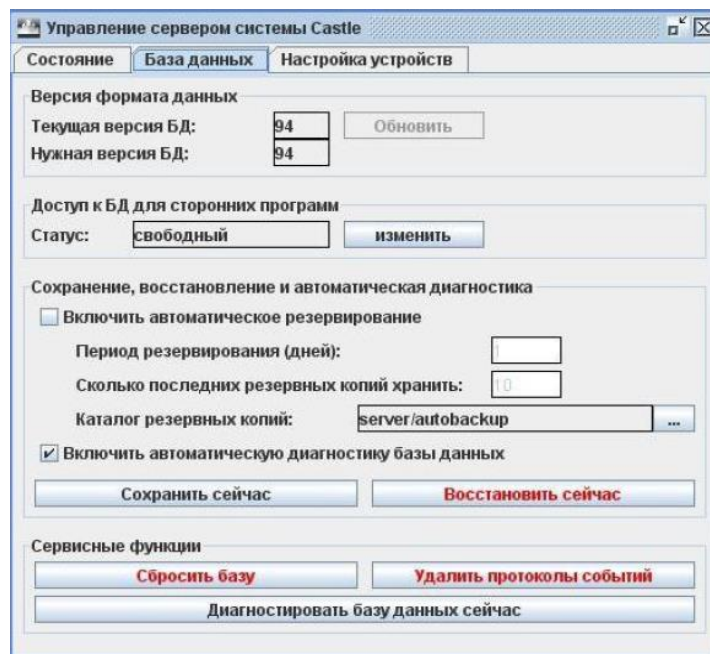 Управление сервером системы Castle
Состояние База данных Настройка устройств
Версия формата данных
Текущая версия БД: 94 Обновить
Нужная версия БД: 94
Доступ к БД для сторонних программ
Статус: свободный изменить
Сохранение, восстановление и автоматическая диагностика
Включить автоматическое резервирование
Период резервирования (дней): 1
Сколько последних резервных копий хранить: 10
Каталог резервных копий: server/autobackup ...
Включить автоматическую диагностику базы данных
Сохранить сейчас Восстановить сейчас
Сервисные функции
Сбросить базу Удалить протоколы событий
Диагностировать базу данных сейчас